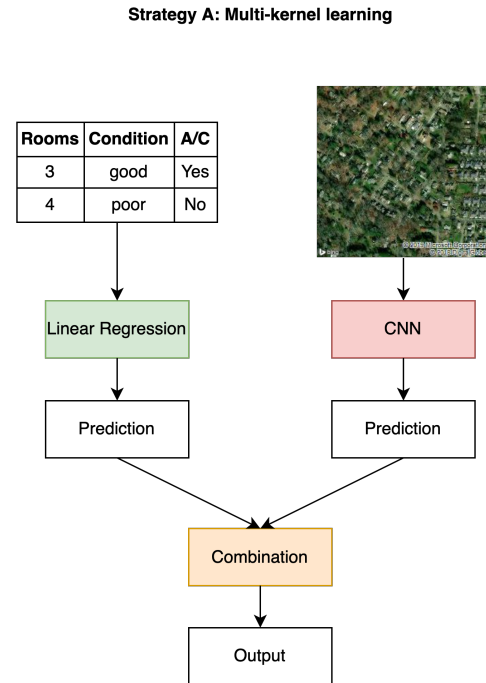 Strategy A: Multi-kernel learning
Rooms Condition A/C
3 good Yes
4 poor No
Linear Regression
CNN
Prediction
Prediction
Combination
Output